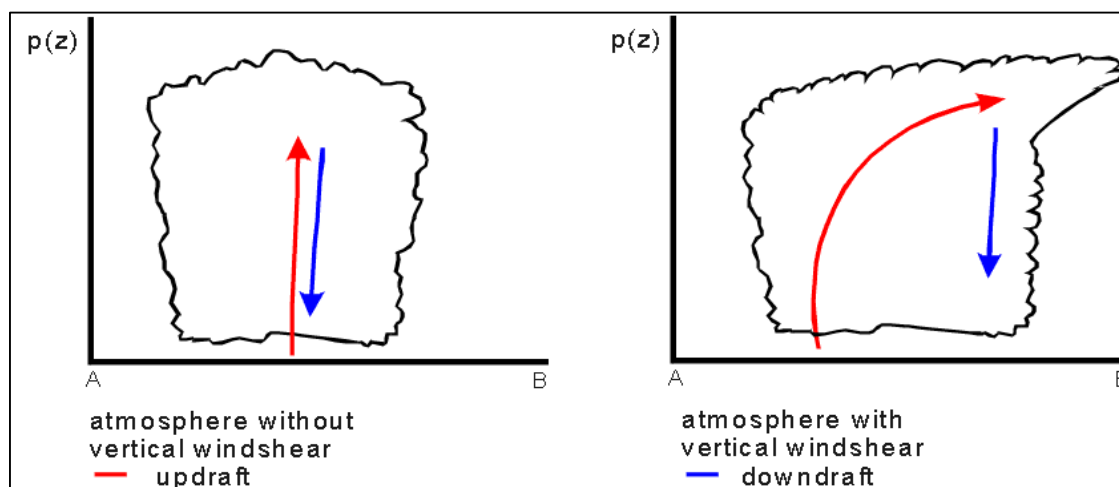 p(z)
A B
atmosphere without
vertical windshear
updraft
p(z)
A B
atmosphere with
vertical windshear
downdraft